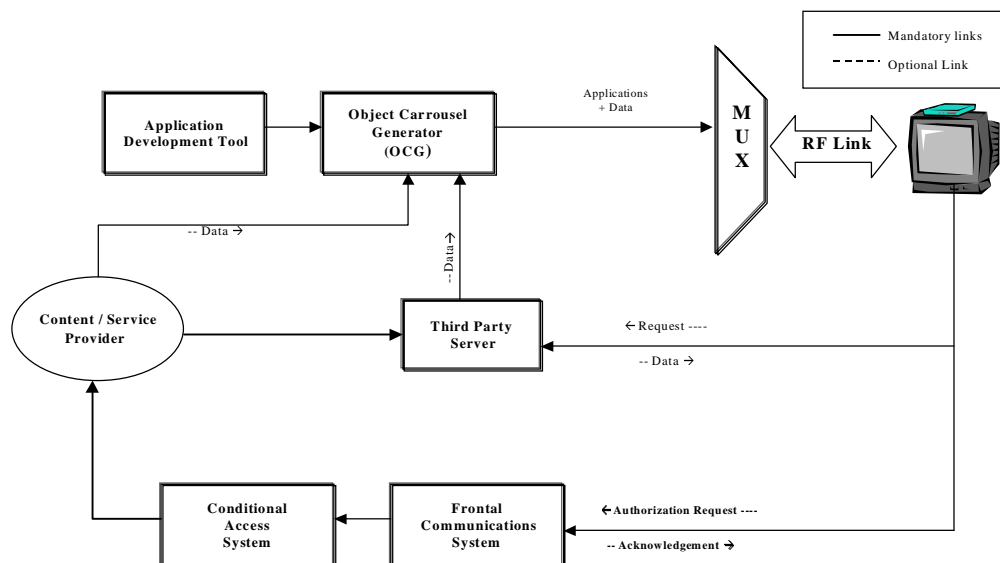 Mandatory links
Optional Link
Application
Development Tool
Object Carrousel
Generator
(OCG)
Applications
+ Data
M
U
X
RF Link
-- Data →
--Data→
Content / Service
Provider
Third Party
Server
← Request ----
-- Data →
Conditional
Access
System
Frontal
Communications
System
← Authorization Request ----
-- Acknowledgement →